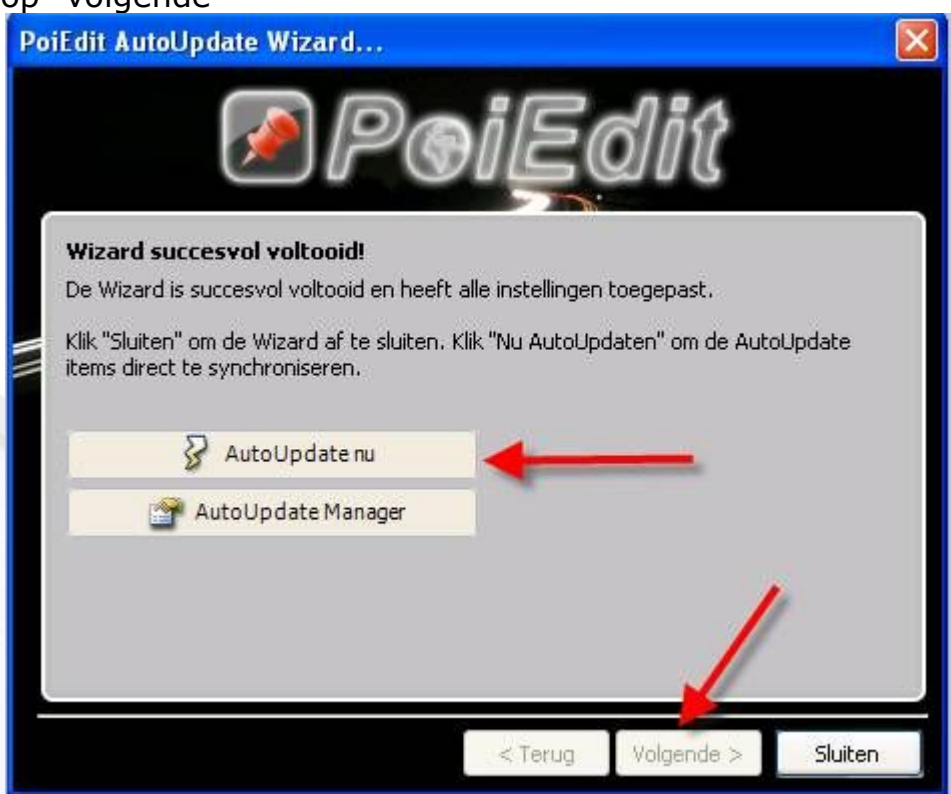 op "volgende"
PoiEdit AutoUpdate Wizard...
PoiEdit
Wizard succesvol voltooid!
De Wizard is succesvol voltooid en heeft alle instellingen toegepast.
Klik "Sluiten" om de Wizard af te sluiten. Klik "Nu AutoUpdaten" om de AutoUpdate
items direct te synchroniseren.
AutoUpdate nu
AutoUpdate Manager
< Terug
Volgende >
Sluiten